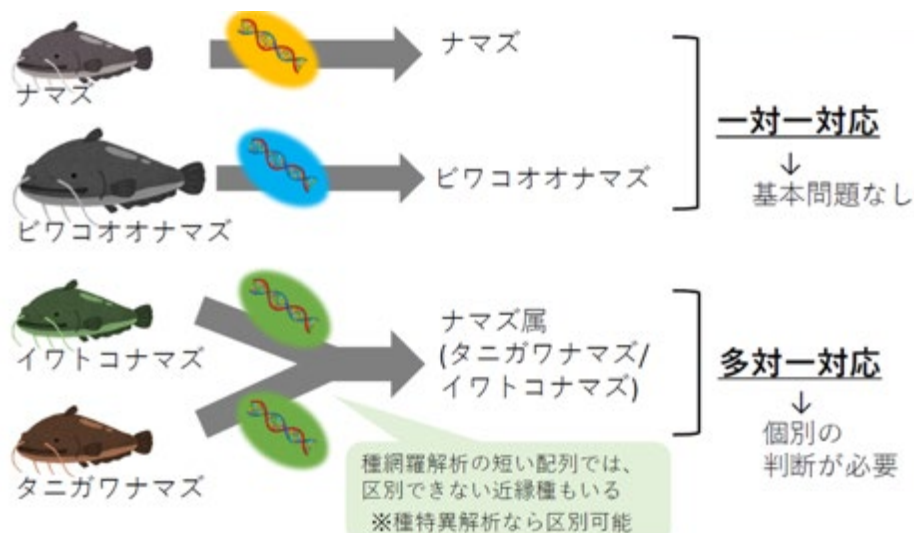 ナマズ
ナマズ
一対一対応
↓
基本問題なし
ビワコオオナマズ
ビワコオオナマズ
イワトコナマズ
タニガワナマズ
ナマズ属
(タニガワナマズ/
イワトコナマズ)
多対一対応
↓
個別の
判断が必要
種網羅解析の短い配列では、
区別できない近縁種もいる
※種特異解析なら区別可能